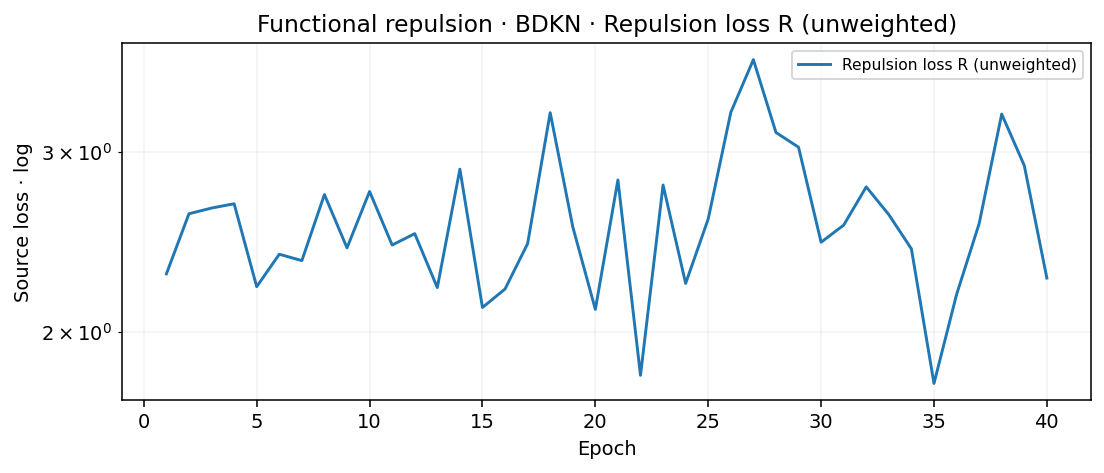 Functional repulsion · BDKN · Repulsion loss R (unweighted)
Repulsion loss R (unweighted)
Source loss · log
3 × 10⁰
2 × 10⁰
0 5 10 15 20 25 30 35 40
Epoch